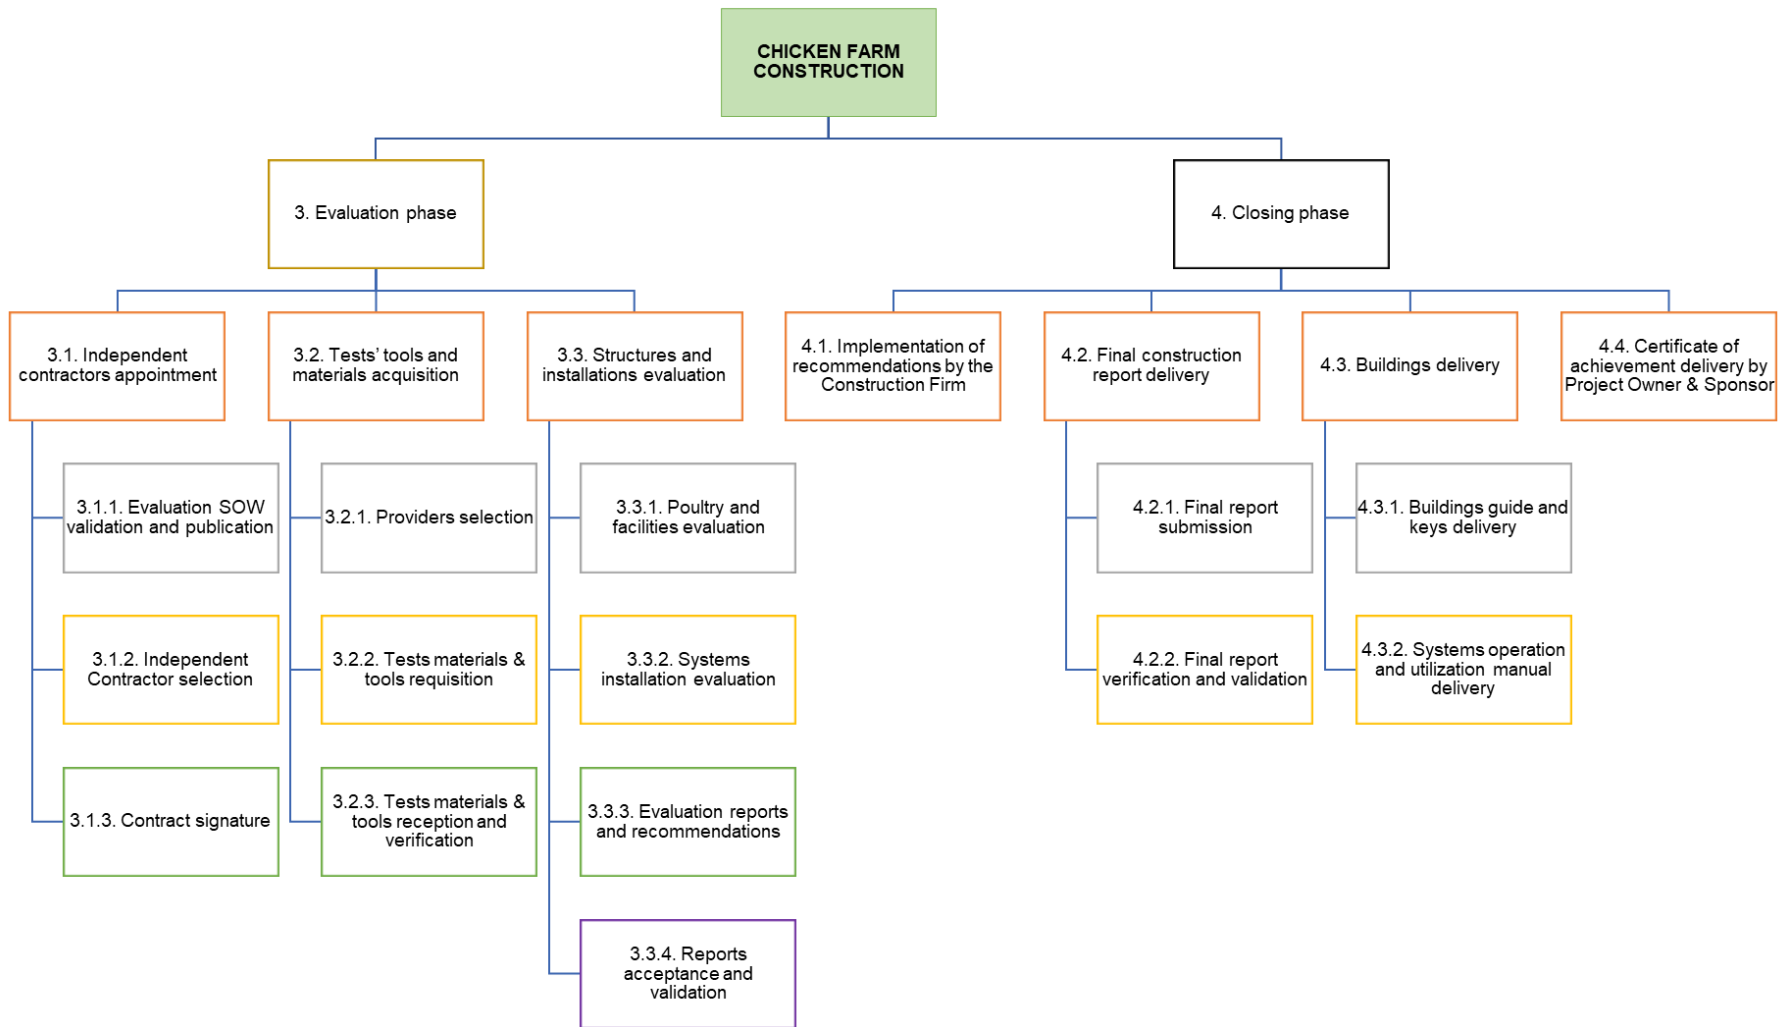 CHICKEN FARM
CONSTRUCTION
3. Evaluation phase
4. Closing phase
3.1. Independent
contractors appointment
3.2. Tests’ tools and
materials acquisition
3.3. Structures and
installations evaluation
4.1. Implementation of
recommendations by the
Construction Firm
4.2. Final construction
report delivery
4.3. Buildings delivery
4.4. Certificate of
achievement delivery by
Project Owner & Sponsor
3.1.1. Evaluation SOW
validation and publication
3.2.1. Providers selection
3.3.1. Poultry and
facilities evaluation
4.2.1. Final report
submission
4.3.1. Buildings guide and
keys delivery
3.1.2. Independent
Contractor selection
3.2.2. Tests materials &
tools requisition
3.3.2. Systems
installation evaluation
4.2.2. Final report
verification and validation
4.3.2. Systems operation
and utilization manual
delivery
3.1.3. Contract signature
3.2.3. Tests materials &
tools reception and
verification
3.3.3. Evaluation reports
and recommendations
3.3.4. Reports
acceptance and
validation